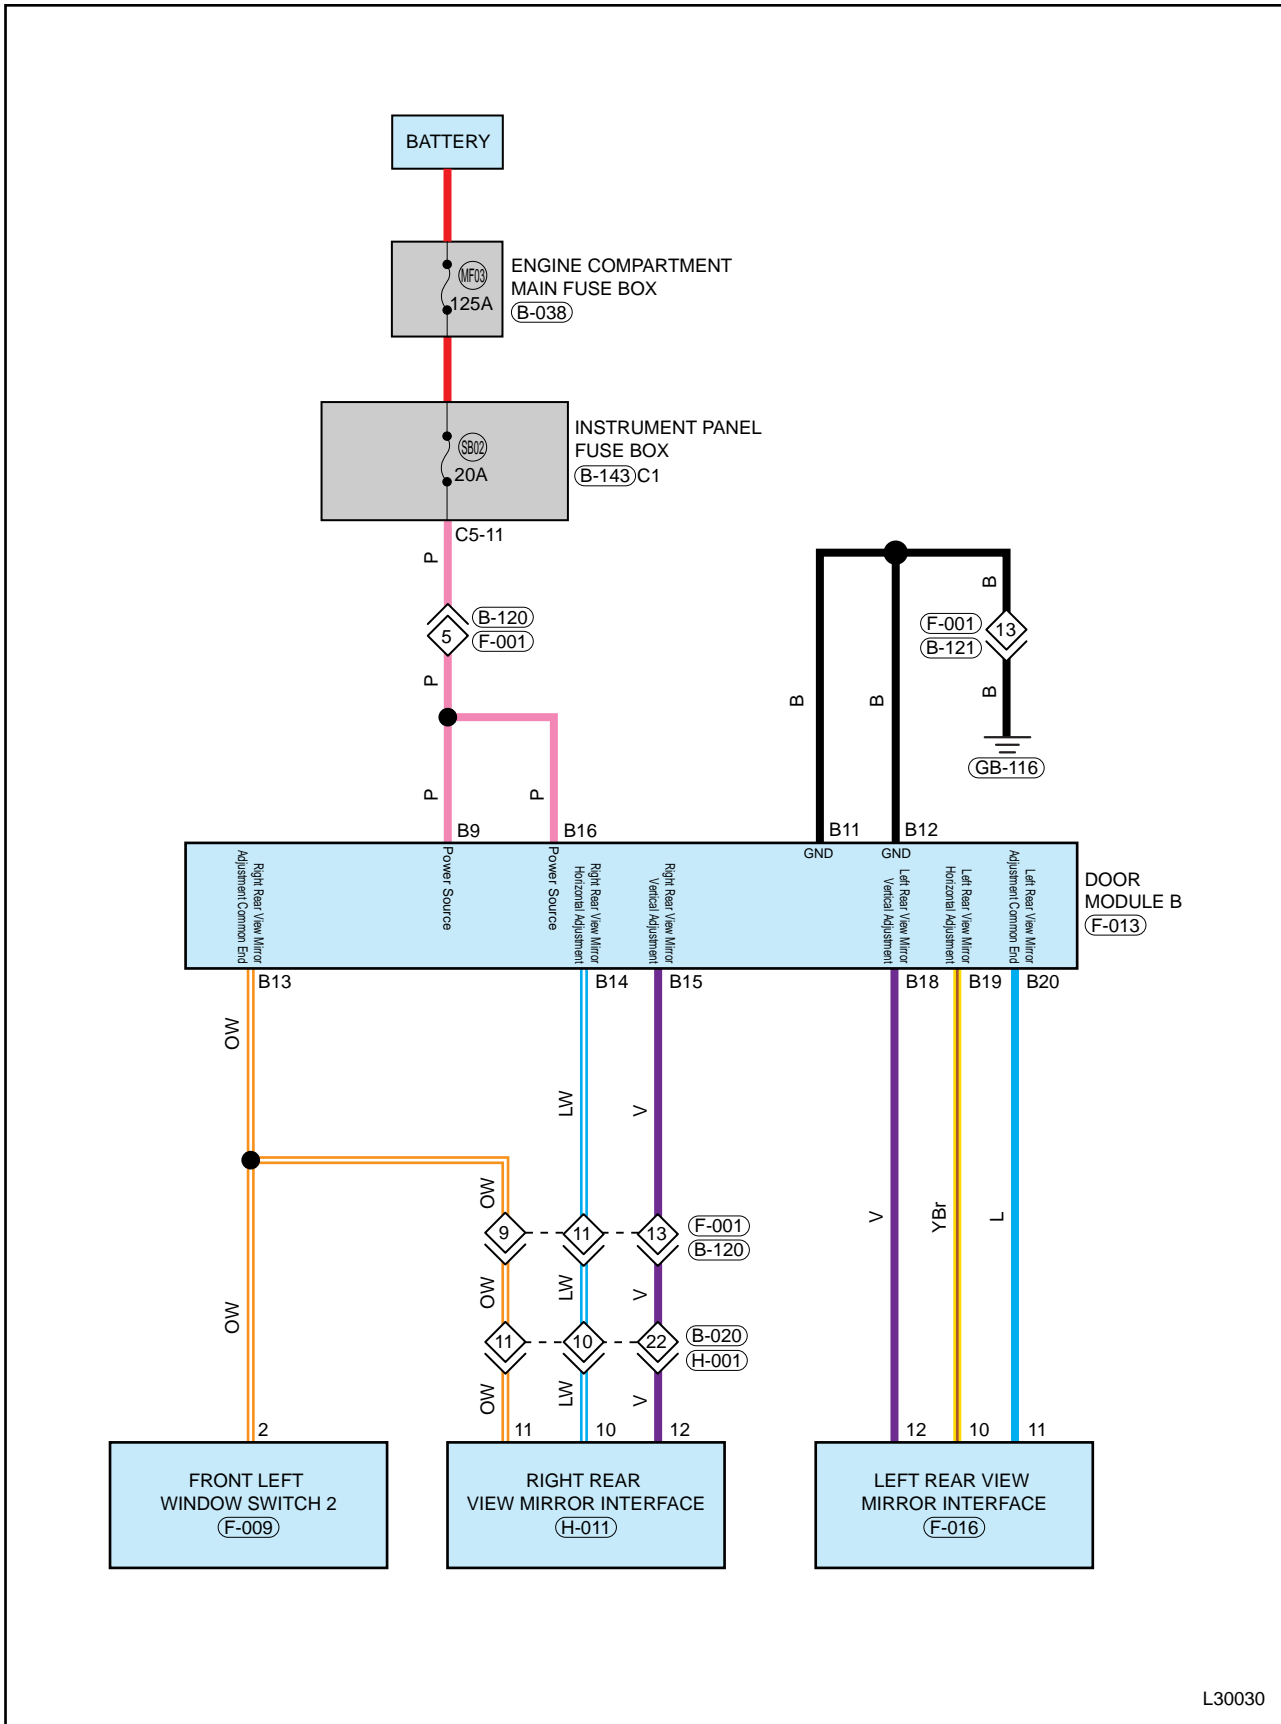 BATTERY
MF03
125A
ENGINE COMPARTMENT
MAIN FUSE BOX
B-038
SB02
20A
INSTRUMENT PANEL
FUSE BOX
B-143 C1
C5-11
P
B-120
F-001
5
P
P
P
B
F-001
B-121
13
B
B
B
GB-116
B9
B16
B11
B12
Right Rear View Mirror
Adjustment Common End
Power Source
Power Source
Right Rear View Mirror
Horizontal Adjustment
Right Rear View Mirror
Vertical Adjustment
GND
GND
Left Rear View Mirror
Vertical Adjustment
Left Rear View Mirror
Horizontal Adjustment
Left Rear View Mirror
Adjustment Common End
DOOR
MODULE B
F-013
B13
B14
B15
B18
B19
B20
OW
LW
V
OW
9
11
13
F-001
B-120
V
YBr
L
OW
OW
LW
V
11
10
22
B-020
H-001
OW
LW
V
2
11
10
12
12
10
11
FRONT LEFT
WINDOW SWITCH 2
F-009
RIGHT REAR
VIEW MIRROR INTERFACE
H-011
LEFT REAR VIEW
MIRROR INTERFACE
F-016
L30030